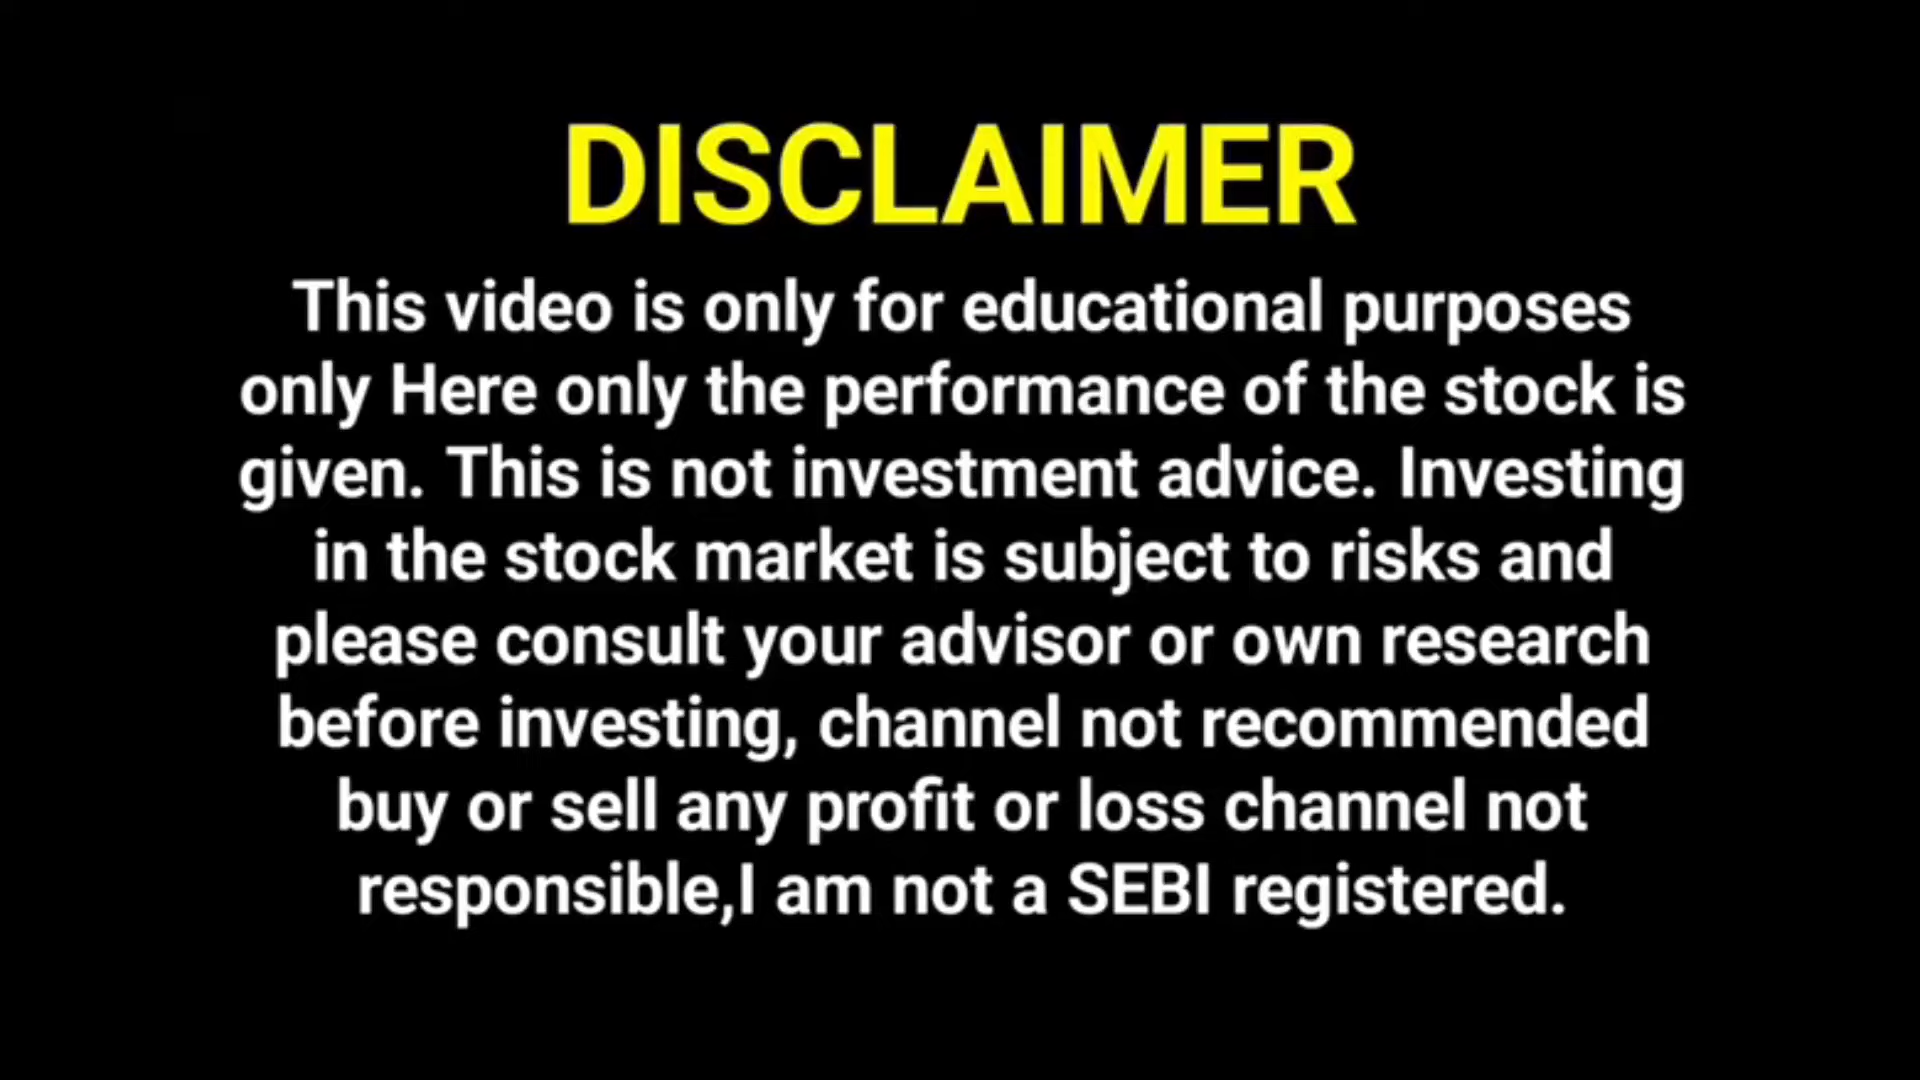 DISCLAIMER
This video is only for educational purposes
only Here only the performance of the stock is
given. This is not investment advice. Investing
in the stock market is subject to risks and
please consult your advisor or own research
before investing, channel not recommended
buy or sell any profit or loss channel not
responsible,I am not a SEBI registered.